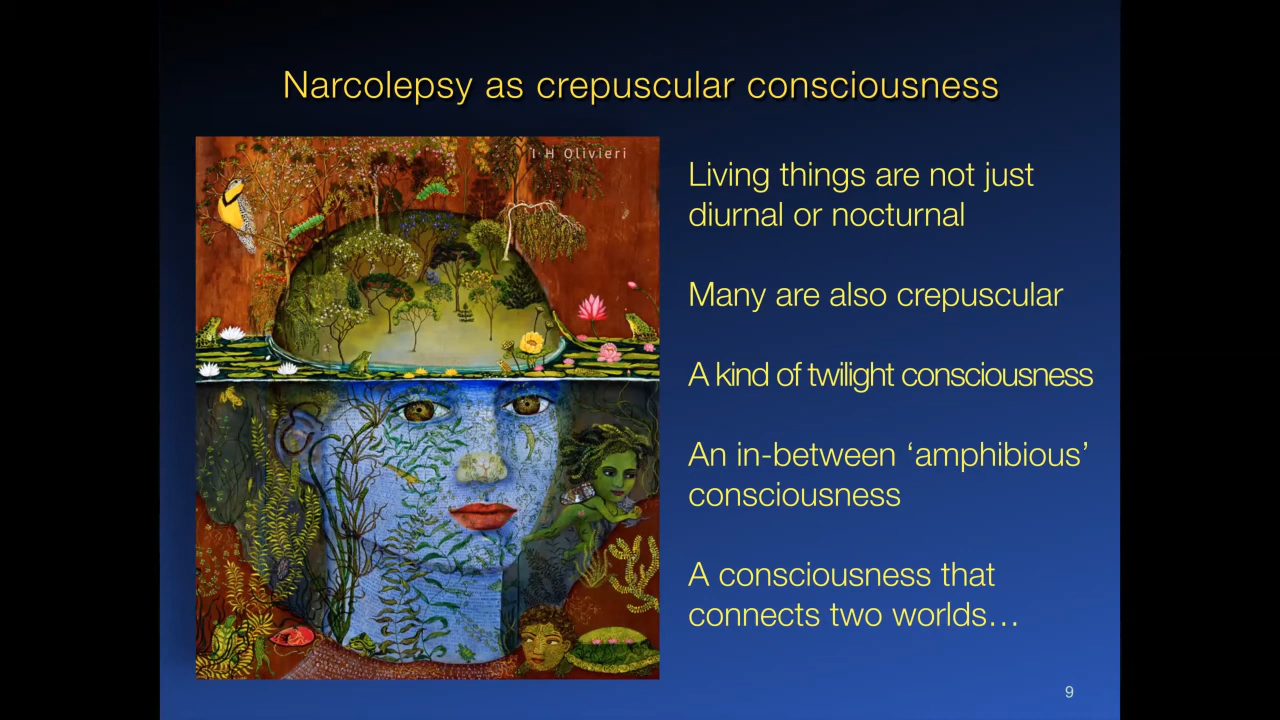 Narcolepsy as crepuscular consciousness
I H Olivieri
Living things are not just
diurnal or nocturnal
Many are also crepuscular
A kind of twilight consciousness
An in-between ‘amphibious’
consciousness
A consciousness that
connects two worlds…
9